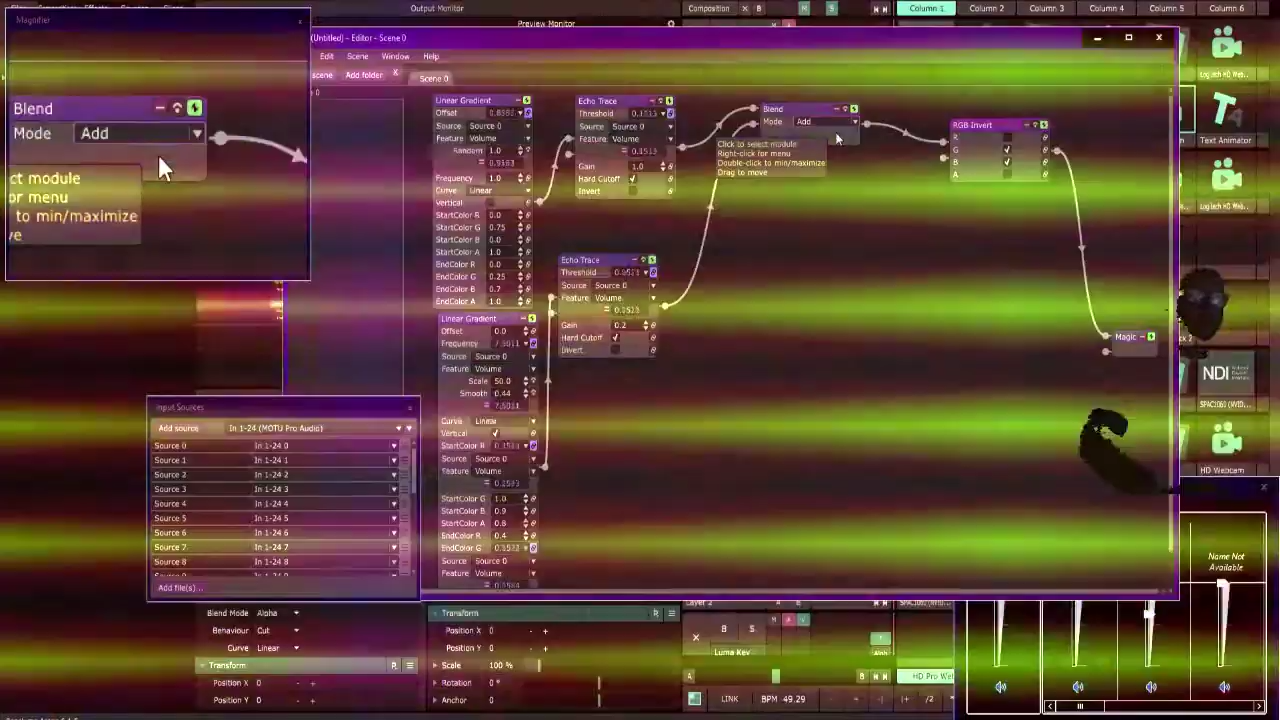 Output Monitor
Preview Monitor
Composition X B M S
Column 1 Column 2 Column 3 Column 4 Column 5 Column 6
Magnifier
Blend
Mode Add
ct module
or menu
to min/maximize
ve
(Untitled) - Editor - Scene 0
Edit Scene Window Help
scene Add folder X Scene 0
Linear Gradient
Offset
Source Source 0
Feature Volume
Random 1.0
Frequency 1.0
Curve Linear
Vertical
StartColor R 0.0
StartColor G 0.75
StartColor B 0.0
StartColor A 1.0
EndColor R 0.0
EndColor G 0.25
EndColor B 0.7
EndColor A 1.0
Linear Gradient
Offset 0.0
Frequency
Source Source 0
Feature Volume
Scale 50.0
Smooth 0.44
Curve Linear
Vertical
StartColor R
Source Source 0
Feature Volume
StartColor G 1.0
StartColor B 0.9
StartColor A 0.8
EndColor R 0.4
EndColor G
Source Source 0
Feature Volume
Echo Trace
Threshold
Source Source 0
Feature Volume
Gain 1.0
Hard Cutoff
Invert
Echo Trace
Threshold
Source Source 0
Feature Volume
Gain 0.2
Hard Cutoff
Invert
Blend
Mode Add
Click to select module
Right-click for menu
Double-click to min/maximize
Drag to move
RGB Invert
R
G
B
A
Magic
Text Animator
NDI
HD Webcam
Input Sources
Add source In 1-24 (MOTU Pro Audio)
Source 0 In 1-24 0
Source 1 In 1-24 1
Source 2 In 1-24 2
Source 3 In 1-24 3
Source 4 In 1-24 4
Source 5 In 1-24 5
Source 6 In 1-24 6
Source 7 In 1-24 7
Source 8 In 1-24 8
Add file(s)...
Blend Mode Alpha
Behaviour Cut
Curve Linear
Transform
Position X 0 - +
Position Y 0 - +
Transform
Position X 0 - +
Position Y 0 - +
Scale 100 %
Rotation 0 °
Anchor
Layer 2
X B S
Luma Key
A B
LINK BPM 49.29 - + /2
HD Pro Wel
Name Not
Available